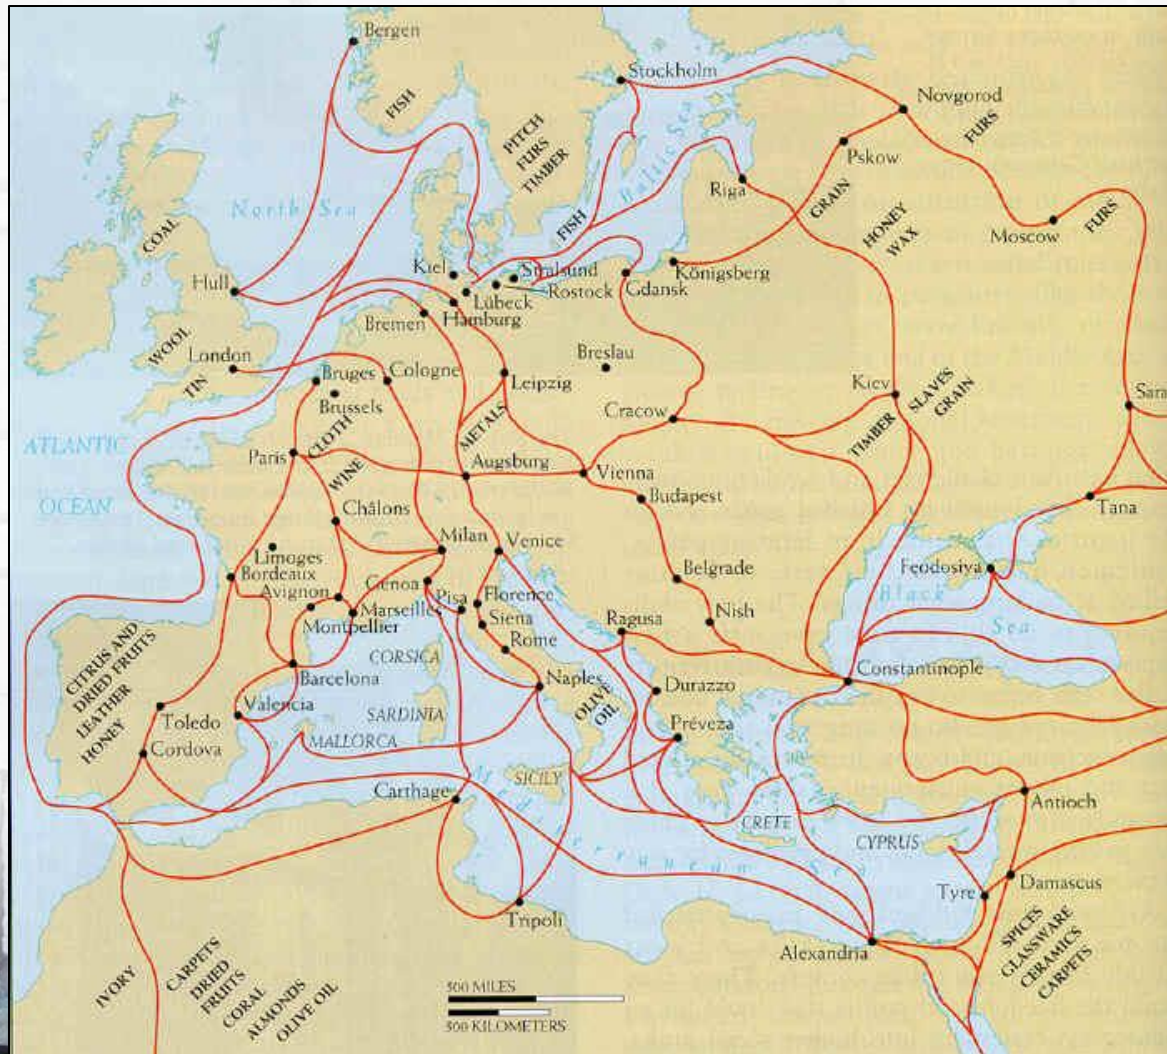 Bergen
Stockholm
FISH
Novgorod
FURS
PITCH
FURS
TIMBER
Pskow
Baltic Sea
Riga
GRAIN
North Sea
FISH
HONEY
WAX
Moscow
FURS
COAL
Kiel
Stralsund
Königsberg
Hull
Lübeck
Rostock
Gdansk
Bremen
Hamburg
WOOL
London
Breslau
TIN
Bruges
Cologne
Leipzig
Kiev
SLAVES
GRAIN
Brussels
Sara
Cracow
CLOTH
METALS
TIMBER
ATLANTIC
Paris
WINE
Augsburg
Vienna
OCEAN
Budapest
Tana
Châlons
Milan
Venice
Limoges
Feodosiya
Bordeaux
Genoa
Belgrade
Black
Sea
Avignon
Pisa
Florence
Marseilles
Siena
Nish
Montpellier
Ragusa
Rome
CORSICA
CITRUS AND
DRIED FRUITS
LEATHER
HONEY
Barcelona
Constantinople
Naples
Durazzo
OLIVE
OIL
Valencia
SARDINIA
Toledo
MALLORCA
Préveza
Cordova
SICILY
Carthage
Mediterranean Sea
Antioch
CRETE
CYPRUS
Damascus
Tyre
Tripoli
Alexandria
SPICES
GLASSWARE
CERAMICS
CARPETS
IVORY
CARPETS
DRIED
FRUITS
CORAL
ALMONDS
OLIVE OIL
500 MILES
500 KILOMETERS